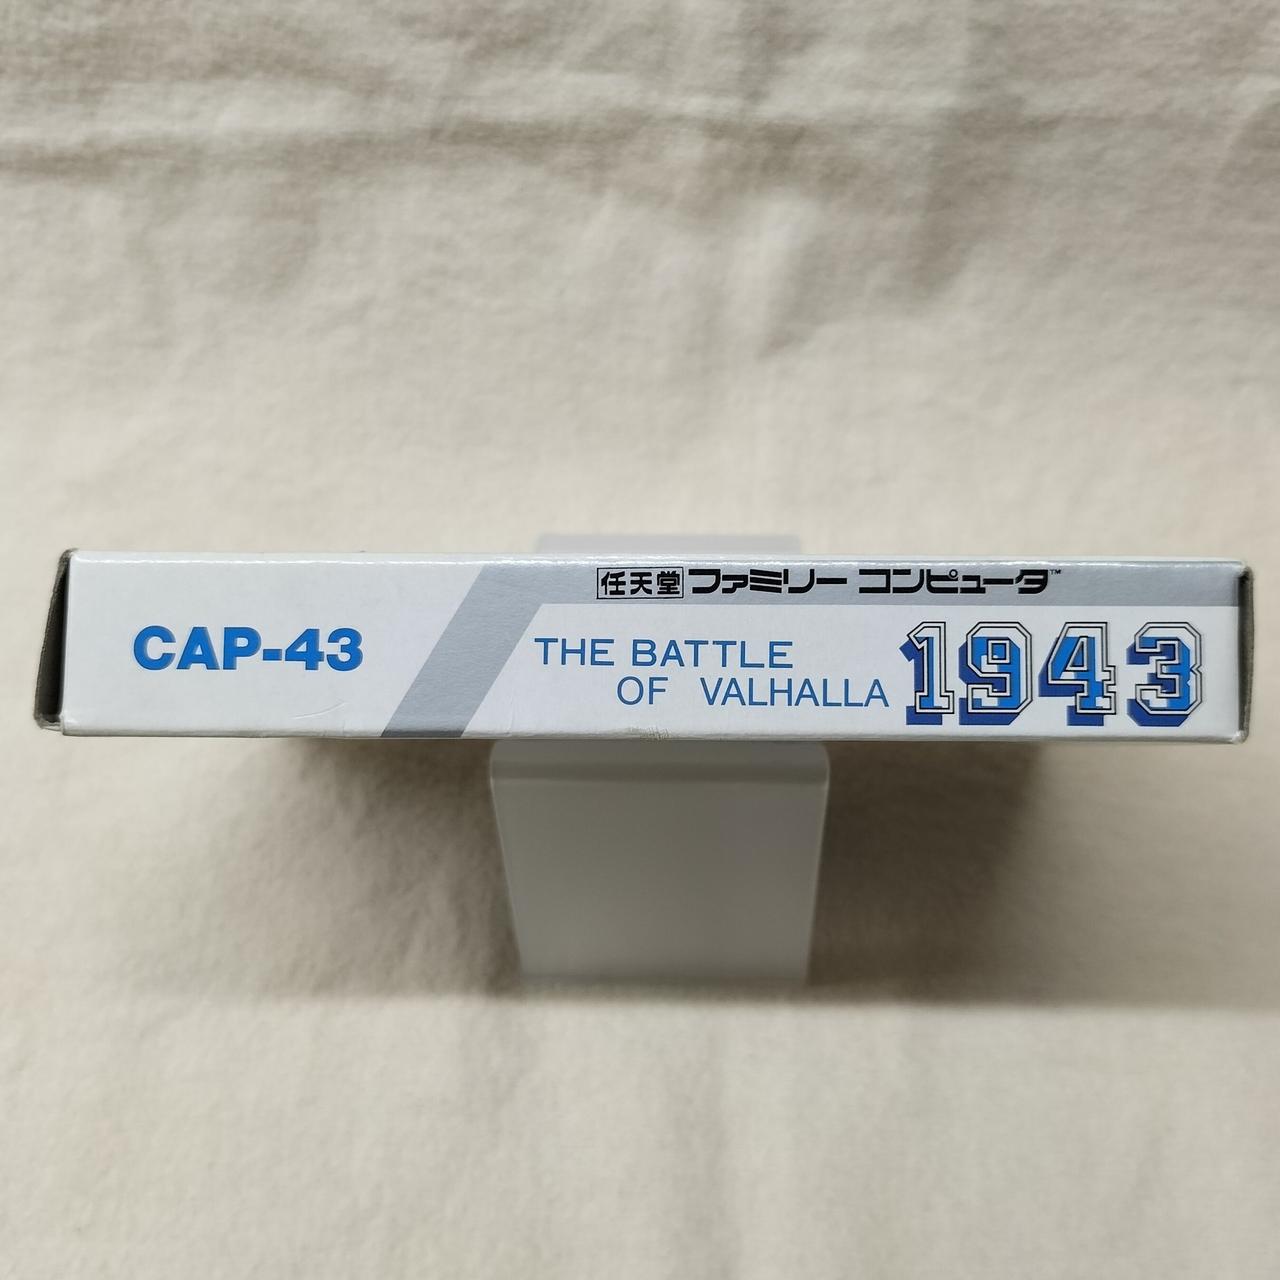 任天堂 ファミリー コンピュータ™
CAP-43
THE BATTLE
OF VALHALLA
1943